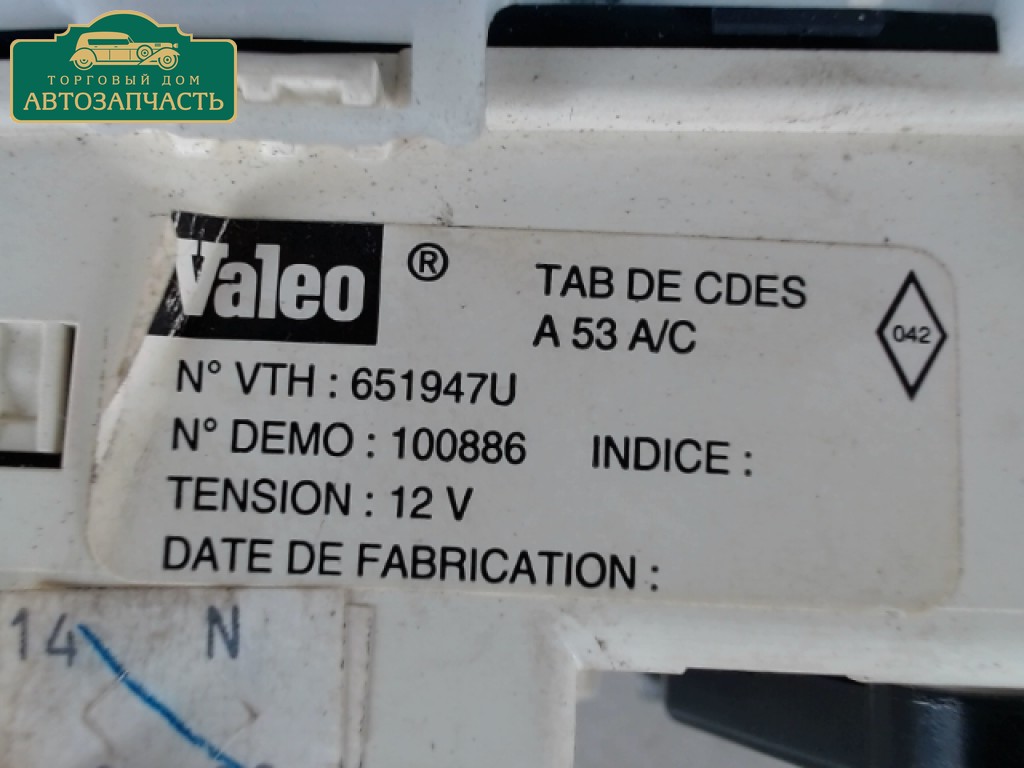 ТОРГОВЫЙ ДОМ
АВТОЗАПЧАСТЬ
Valeo ®
TAB DE CDES
A 53 A/C
042
N° VTH : 651947U
N° DEMO : 100886 INDICE :
TENSION : 12 V
DATE DE FABRICATION :
14 N